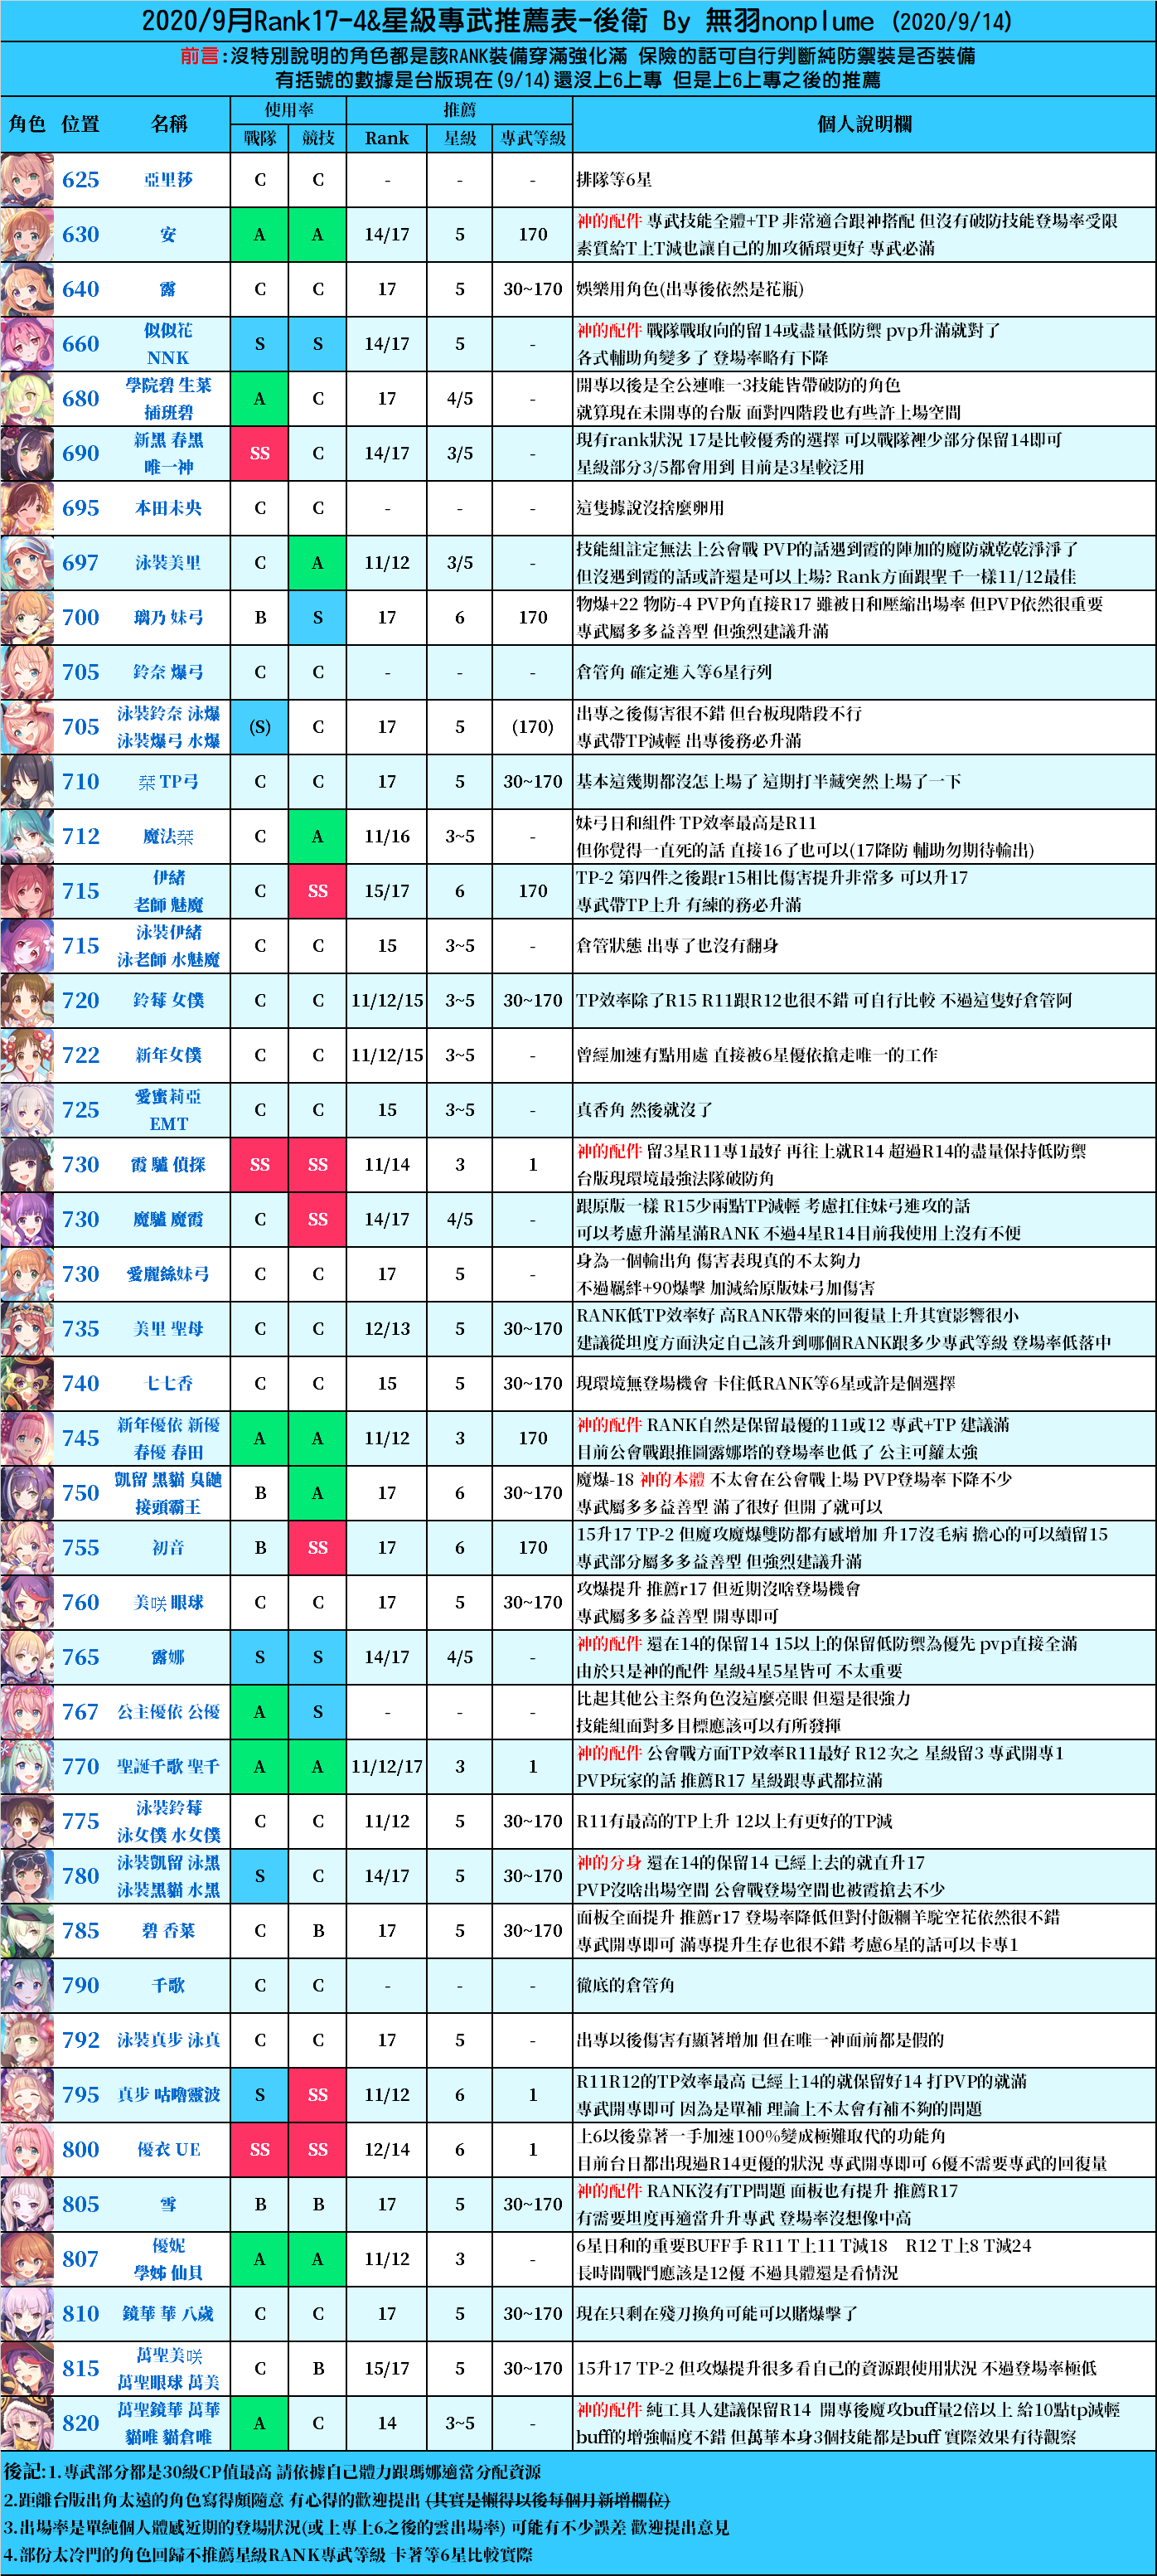 2020/9月Rank17-4&星級專武推薦表-後衛 By 無羽nonplume (2020/9/14)
前言:沒特別說明的角色都是該RANK裝備穿滿強化滿 保險的話可自行判斷純防禦裝是否裝備
有括號的數據是台版現在(9/14)還沒上6上專 但是上6上專之後的推薦
角色 位置 名稱 使用率 推薦 個人說明欄
戰隊 競技 Rank 星級 專武等級
625 亞里莎 C C - - - 排隊等6星
630 安 A A 14/17 5 170 神的配件 專武技能全體+TP 非常適合跟神搭配 但沒有破防技能登場率受限
素質給T上T減也讓自己的加攻循環更好 專武必滿
640 露 C C 17 5 30~170 娛樂用角色(出專後依然是花瓶)
660 似似花 S S 14/17 5 - 神的配件 戰隊戰取向的留14或盡量低防禦 pvp升滿就對了
NNK 各式輔助角變多了 登場率略有下降
680 學院碧 生菜 A C 17 4/5 - 開專以後是全公連唯一3技能皆帶破防的角色
插班碧 就算現在未開專的台版 面對四階段也有些許上場空間
690 新黑 春黑 SS C 14/17 3/5 - 現有rank狀況 17是比較優秀的選擇 可以戰隊裡少部分保留14即可
唯一神 星級部分3/5都會用到 目前是3星較泛用
695 本田未央 C C - - - 這隻據說沒捨麼卵用
697 泳裝美里 C A 11/12 3/5 - 技能組註定無法上公會戰 PVP的話遇到霞的陣加的魔防就乾乾淨淨了
但沒遇到霞的話或許還是可以上場? Rank方面跟聖千一樣11/12最佳
700 璃乃 妹弓 B S 17 6 170 物爆+22 物防-4 PVP角直接R17 雖被日和壓縮出場率 但PVP依然很重要
專武屬多多益善型 但強烈建議升滿
705 鈴奈 爆弓 C C - - - 倉管角 確定進入等6星行列
705 泳裝鈴奈 泳爆 (S) C 17 5 (170) 出專之後傷害很不錯 但台板現階段不行
泳裝爆弓 水爆 專武帶TP減輕 出專後務必升滿
710 栞 TP弓 C C 17 5 30~170 基本這幾期都沒怎上場了 這期打半藏突然上場了一下
712 魔法栞 C A 11/16 3~5 - 妹弓日和組件 TP效率最高是R11
但你覺得一直死的話 直接16了也可以(17降防 輔助勿期待輸出)
715 伊緒 C SS 15/17 6 170 TP-2 第四件之後跟r15相比傷害提升非常多 可以升17
老師 魅魔 專武帶TP上升 有練的務必升滿
715 泳裝伊緒 C C 15 3~5 - 倉管狀態 出專了也沒有翻身
泳老師 水魅魔
720 鈴莓 女僕 C C 11/12/15 3~5 30~170 TP效率除了R15 R11跟R12也很不錯 可自行比較 不過這隻好倉管阿
722 新年女僕 C C 11/12/15 3~5 - 曾經加速有點用處 直接被6星優依搶走唯一的工作
725 愛蜜莉亞 C C 15 3~5 - 真香角 然後就沒了
EMT
730 霞 驢 偵探 SS SS 11/14 3 1 神的配件 留3星R11專1最好 再往上就R14 超過R14的盡量保持低防禦
台版現環境最強法隊破防角
730 魔驢 魔霞 C SS 14/17 4/5 - 跟原版一樣 R15少兩點TP減輕 考慮扛住妹弓進攻的話
可以考慮升滿星滿RANK 不過4星R14目前我使用上沒有不便
730 愛麗絲妹弓 C C 17 5 - 身為一個輸出角 傷害表現真的不太夠力
不過羈絆+90爆擊 加減給原版妹弓加傷害
735 美里 聖母 C C 12/13 5 30~170 RANK低TP效率好 高RANK帶來的回復量上升其實影響很小
建議從坦度方面決定自己該升到哪個RANK跟多少專武等級 登場率低落中
740 七七香 C C 15 5 30~170 現環境無登場機會 卡住低RANK等6星或許是個選擇
745 新年優依 新優 A A 11/12 3 170 神的配件 RANK自然是保留最優的11或12 專武+TP 建議滿
春優 春田 目前公會戰跟推圖露娜塔的登場率也低了 公主可羅太強
750 凱留 黑貓 臭鼬 B A 17 6 30~170 魔爆-18 神的本體 不太會在公會戰上場 PVP登場率下降不少
接頭霸王 專武屬多多益善型 滿了很好 但開了就可以
755 初音 B SS 17 6 170 15升17 TP-2 但魔攻魔爆雙防都有感增加 升17沒毛病 擔心的可以續留15
專武部分屬多多益善型 但強烈建議升滿
760 美咲 眼球 C C 17 5 30~170 攻爆提升 推薦r17 但近期沒啥登場機會
專武屬多多益善型 開專即可
765 露娜 S S 14/17 4/5 - 神的配件 還在14的保留14 15以上的保留低防禦為優先 pvp直接全滿
由於只是神的配件 星級4星5星皆可 不太重要
767 公主優依 公優 A S - - - 比起其他公主祭角色沒這麼亮眼 但還是很強力
技能組面對多目標應該可以有所發揮
770 聖誕千歌 聖千 A A 11/12/17 3 1 神的配件 公會戰方面TP效率R11最好 R12次之 星級留3 專武開專1
PVP玩家的話 推薦R17 星級跟專武都拉滿
775 泳裝鈴莓 C C 11/12 5 30~170 R11有最高的TP上升 12以上有更好的TP減
泳女僕 水女僕
780 泳裝凱留 泳黑 S C 14/17 5 30~170 神的分身 還在14的保留14 已經上去的就直升17
泳裝黑貓 水黑 PVP沒啥出場空間 公會戰登場空間也被霞搶去不少
785 碧 香菜 C B 17 5 30~170 面板全面提升 推薦r17 登場率降低但對付飯糰羊駝空花依然很不錯
專武開專即可 滿專提升生存也很不錯 考慮6星的話可以卡專1
790 千歌 C C - - - 徹底的倉管角
792 泳裝真步 泳真 C C 17 5 - 出專以後傷害有顯著增加 但在唯一神面前都是假的
795 真步 咕嚕靈波 S SS 11/12 6 1 R11R12的TP效率最高 已經上14的就保留好14 打PVP的就滿
專武開專即可 因為是單補 理論上不太會有補不夠的問題
800 優衣 UE SS SS 12/14 6 1 上6以後靠著一手加速100%變成極難取代的功能角
目前台日都出現過R14更優的狀況 專武開專即可 6優不需要專武的回復量
805 雪 B B 17 5 30~170 神的配件 RANK沒有TP問題 面板也有提升 推薦R17
有需要坦度再適當升升專武 登場率沒想像中高
807 優妮 A A 11/12 3 - 6星日和的重要BUFF手 R11 T上11 T減18 R12 T上8 T減24
學姊 仙貝 長時間戰鬥應該是12優 不過具體還是看情況
810 鏡華 華 八歲 C C 17 5 30~170 現在只剩在殘刀換角可能可以賭爆擊了
815 萬聖美咲 C B 15/17 5 30~170 15升17 TP-2 但攻爆提升很多看自己的資源跟使用狀況 不過登場率極低
萬聖眼球 萬美
820 萬聖鏡華 萬華 A C 14 3~5 - 神的配件 純工具人建議保留R14 開專後魔攻buff量2倍以上 給10點tp減輕
貓唯 貓倉唯 buff的增強幅度不錯 但萬華本身3個技能都是buff 實際效果有待觀察
後記:1.專武部分都是30級CP值最高 請依據自己體力跟瑪娜適當分配資源
2.距離台版出角太遠的角色寫得頗隨意 有心得的歡迎提出 (其實是懶得以後每個月新增欄位)
3.出場率是單純個人體感近期的登場狀況(或上專上6之後的雲出場率) 可能有不少誤差 歡迎提出意見
4.部份太冷門的角色回歸不推薦星級RANK專武等級 卡著等6星比較實際